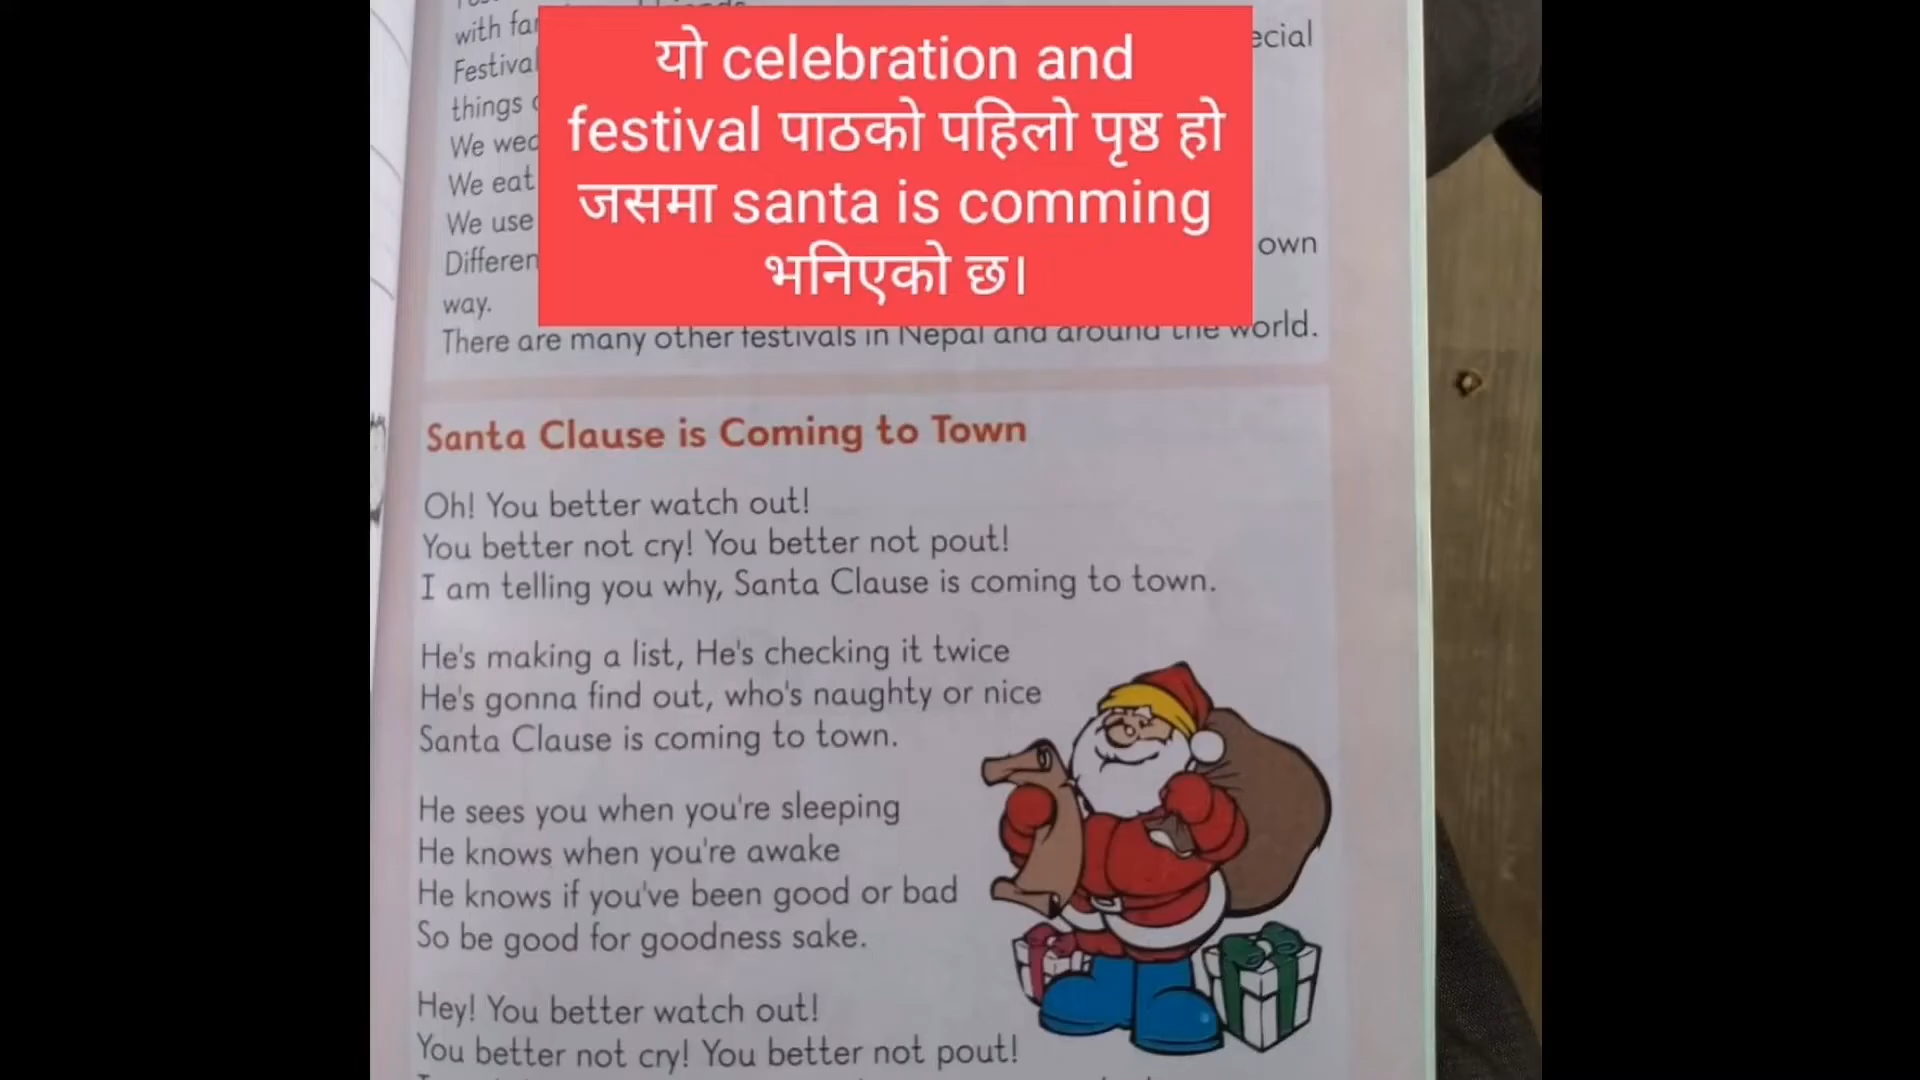 यो celebration and
festival पाठको पहिलो पृष्ठ हो
जसमा santa is comming
भनिएको छ।
with
Festival
things
We
We eat
We use
own
way.
There are many other festivals in Nepal and around the world.
Santa Clause is Coming to Town
Oh! You better watch out!
You better not cry! You better not pout!
I am telling you why, Santa Clause is coming to town.
He's making a list, He's checking it twice
He's gonna find out, who's naughty or nice
Santa Clause is coming to town.
He sees you when you're sleeping
He knows when you're awake
He knows if you've been good or bad
So be good for goodness sake.
Hey! You better watch out!
You better not cry! You better not pout!